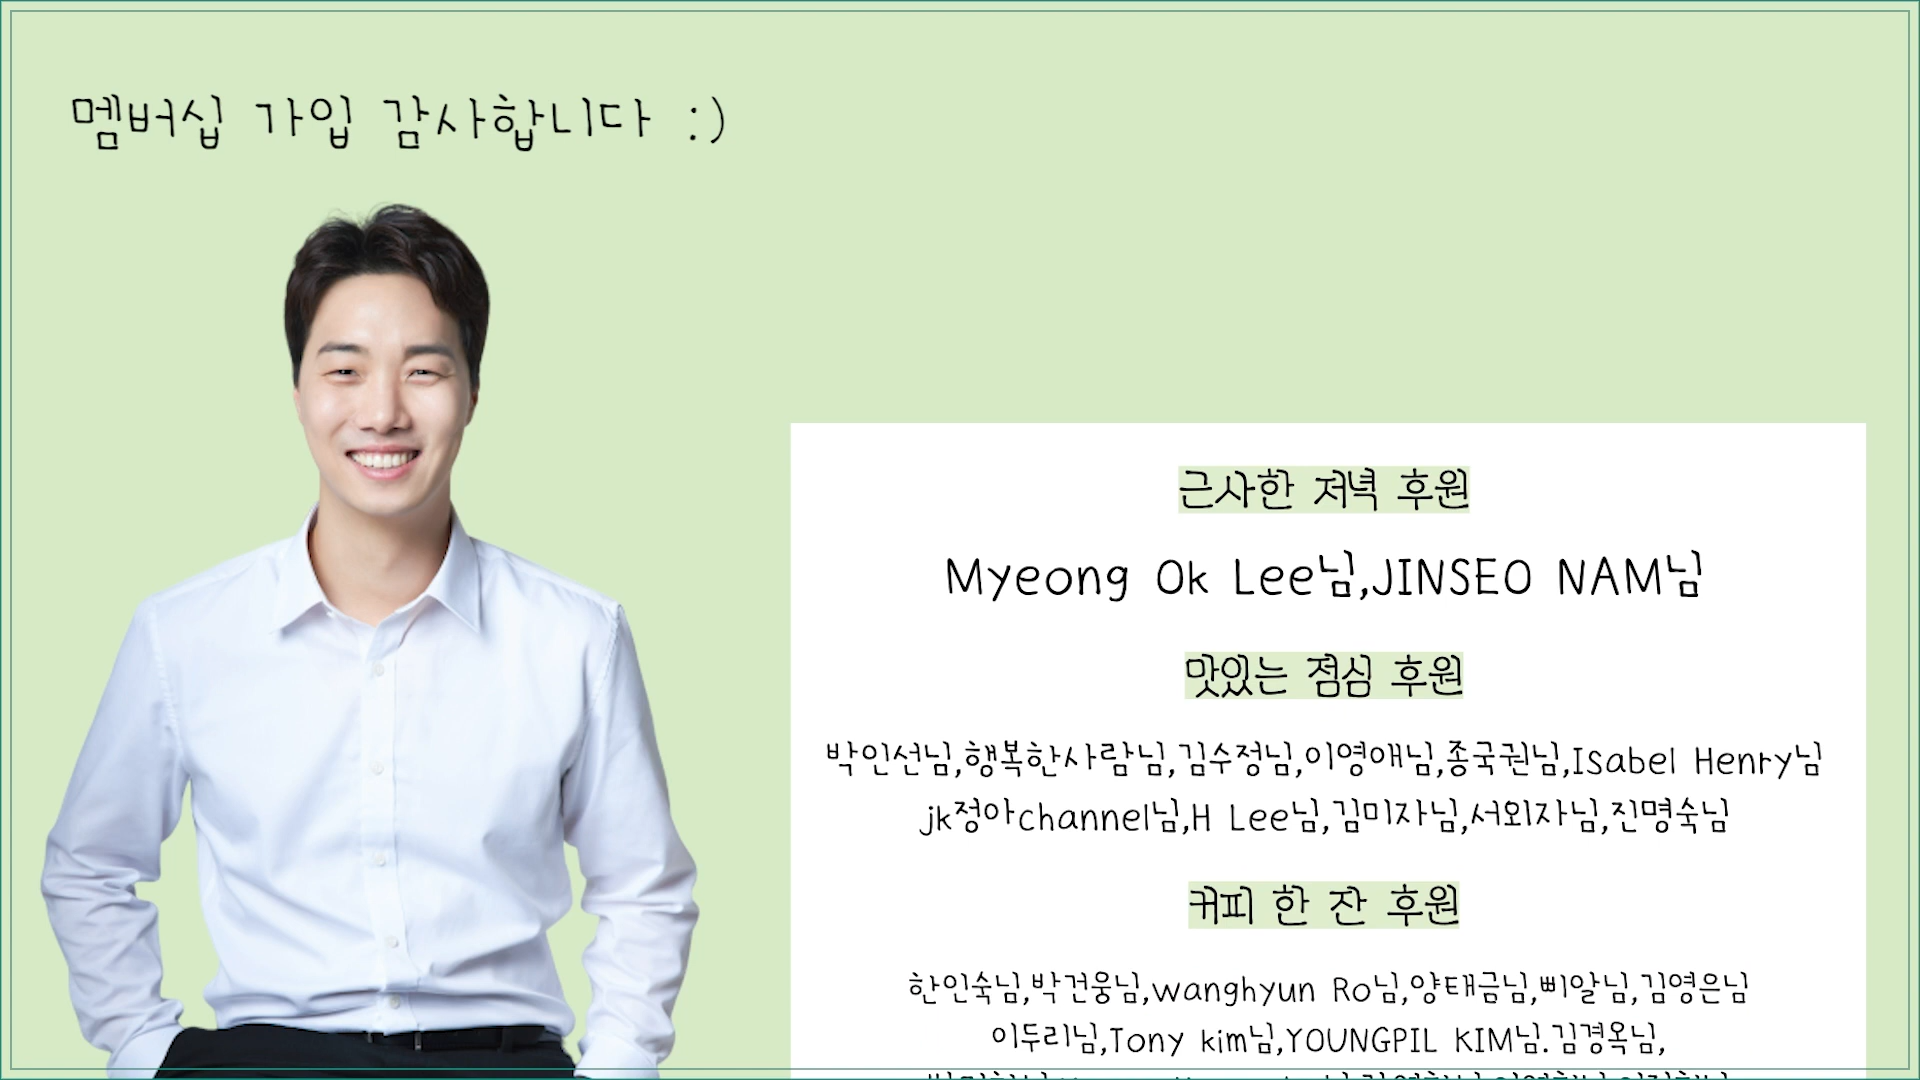 멤버십 가입 감사합니다 :)
근사한 저녁 후원
Myeong Ok Lee님,JINSEO NAM님
맛있는 점심 후원
박인선님,행복한사람님,김수정님,이영애님,종국권님,Isabel Henry님
jk정아channel님,H Lee님,김미자님,서외자님,진명숙님
커피 한 잔 후원
한인숙님,박건웅님,wanghyun Ro님,양태금님,삐알님,김영은님
이두리님,Tony kim님,YOUNGPIL KIM님.김경옥님,